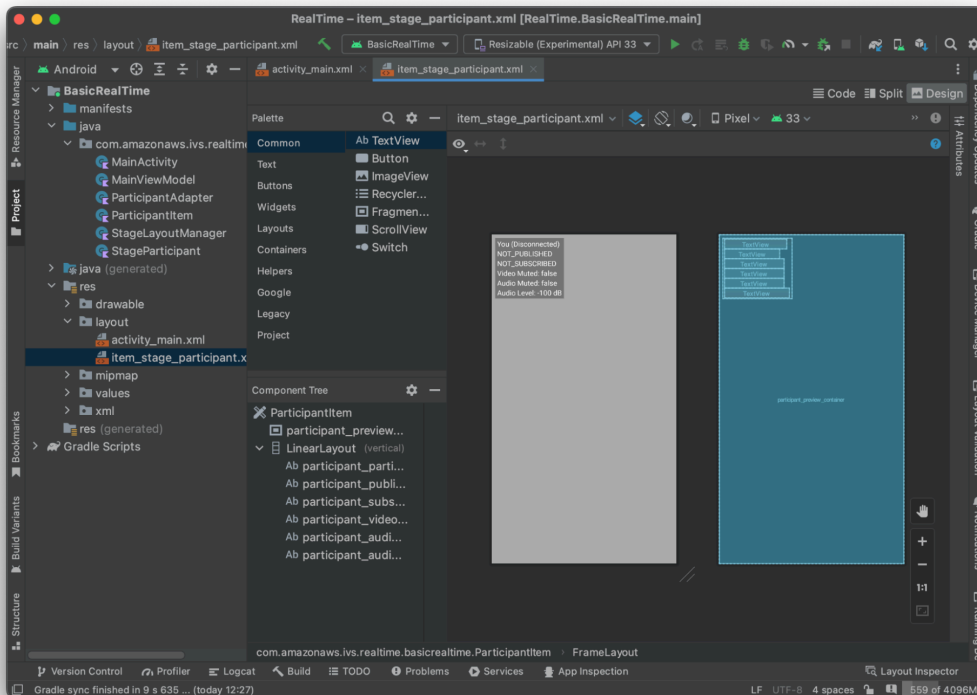 RealTime – item_stage_participant.xml [RealTime.BasicRealTime.main]
src main res layout item_stage_participant.xml BasicRealTime Resizable (Experimental) API 33
Android
activity_main.xml item_stage_participant.xml
Code Split Design
Resource Manager
Project
Bookmarks
Build Variants
Structure
BasicRealTime
manifests
java
com.amazonaws.ivs.realtime
MainActivity
MainViewModel
ParticipantAdapter
ParticipantItem
StageLayoutManager
StageParticipant
java (generated)
res
drawable
layout
activity_main.xml
item_stage_participant.x
mipmap
values
xml
res (generated)
Gradle Scripts
Palette
Common
Text
Buttons
Widgets
Layouts
Containers
Helpers
Google
Legacy
Project
Ab TextView
Button
ImageView
Recycler...
Fragmen...
ScrollView
Switch
Component Tree
ParticipantItem
participant_preview...
LinearLayout (vertical)
Ab participant_parti...
Ab participant_publi...
Ab participant_subs...
Ab participant_video...
Ab participant_audi...
Ab participant_audi...
item_stage_participant.xml Pixel 33
You (Disconnected)
NOT_PUBLISHED
NOT_SUBSCRIBED
Video Muted: false
Audio Muted: false
Audio Level: -100 dB
TextView
TextView
TextView
TextView
TextView
TextView
participant_preview_container
1:1
Attributes
com.amazonaws.ivs.realtime.basicrealtime.ParticipantItem FrameLayout
Version Control Profiler Logcat Build TODO Problems Services App Inspection Layout Inspector
Gradle sync finished in 9 s 635 ... (today 12:27) LF UTF-8 4 spaces 559 of 4096M